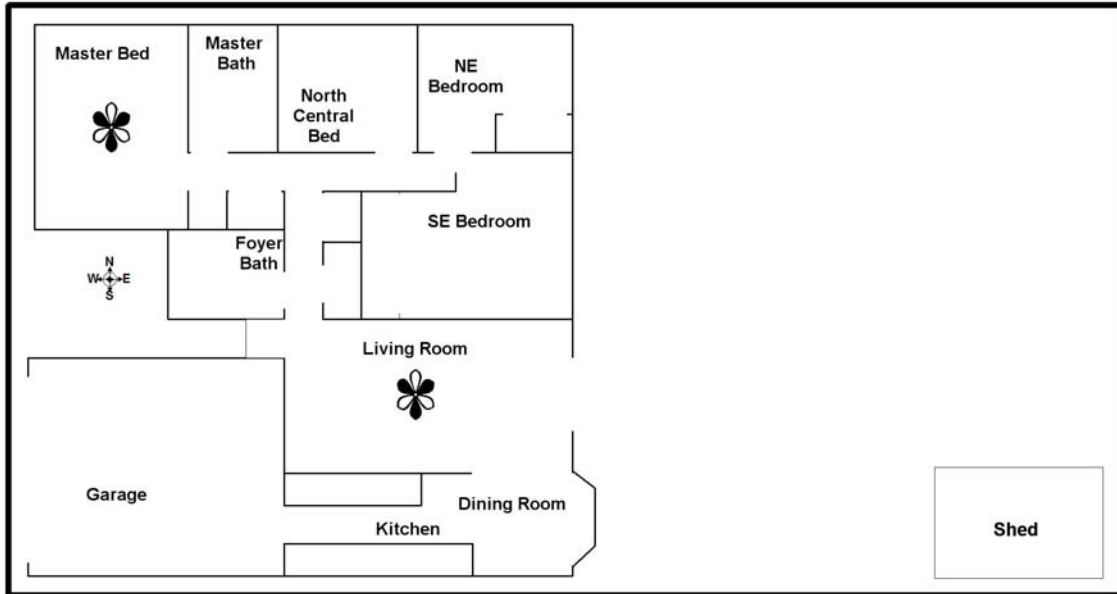 Master Bed
Master
Bath
North
Central
Bed
NE
Bedroom
SE Bedroom
Foyer
Bath
N
W E
S
Living Room
Garage
Dining Room
Kitchen
Shed